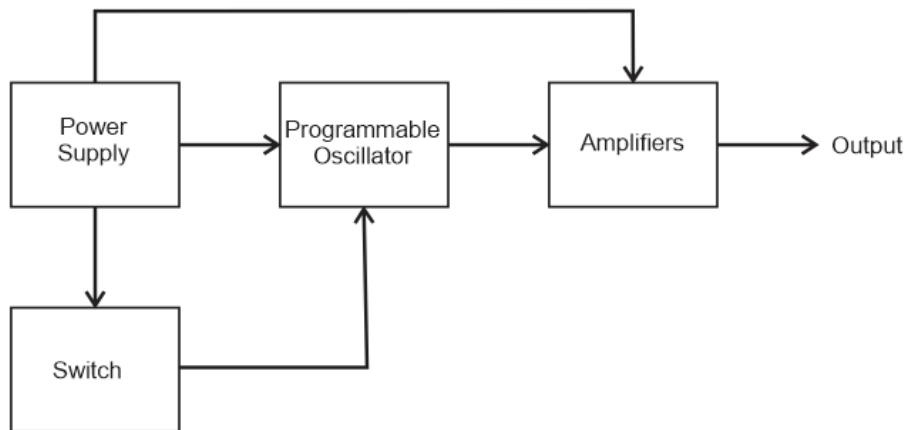 Power
Supply
Programmable
Oscillator
Amplifiers
Output
Switch